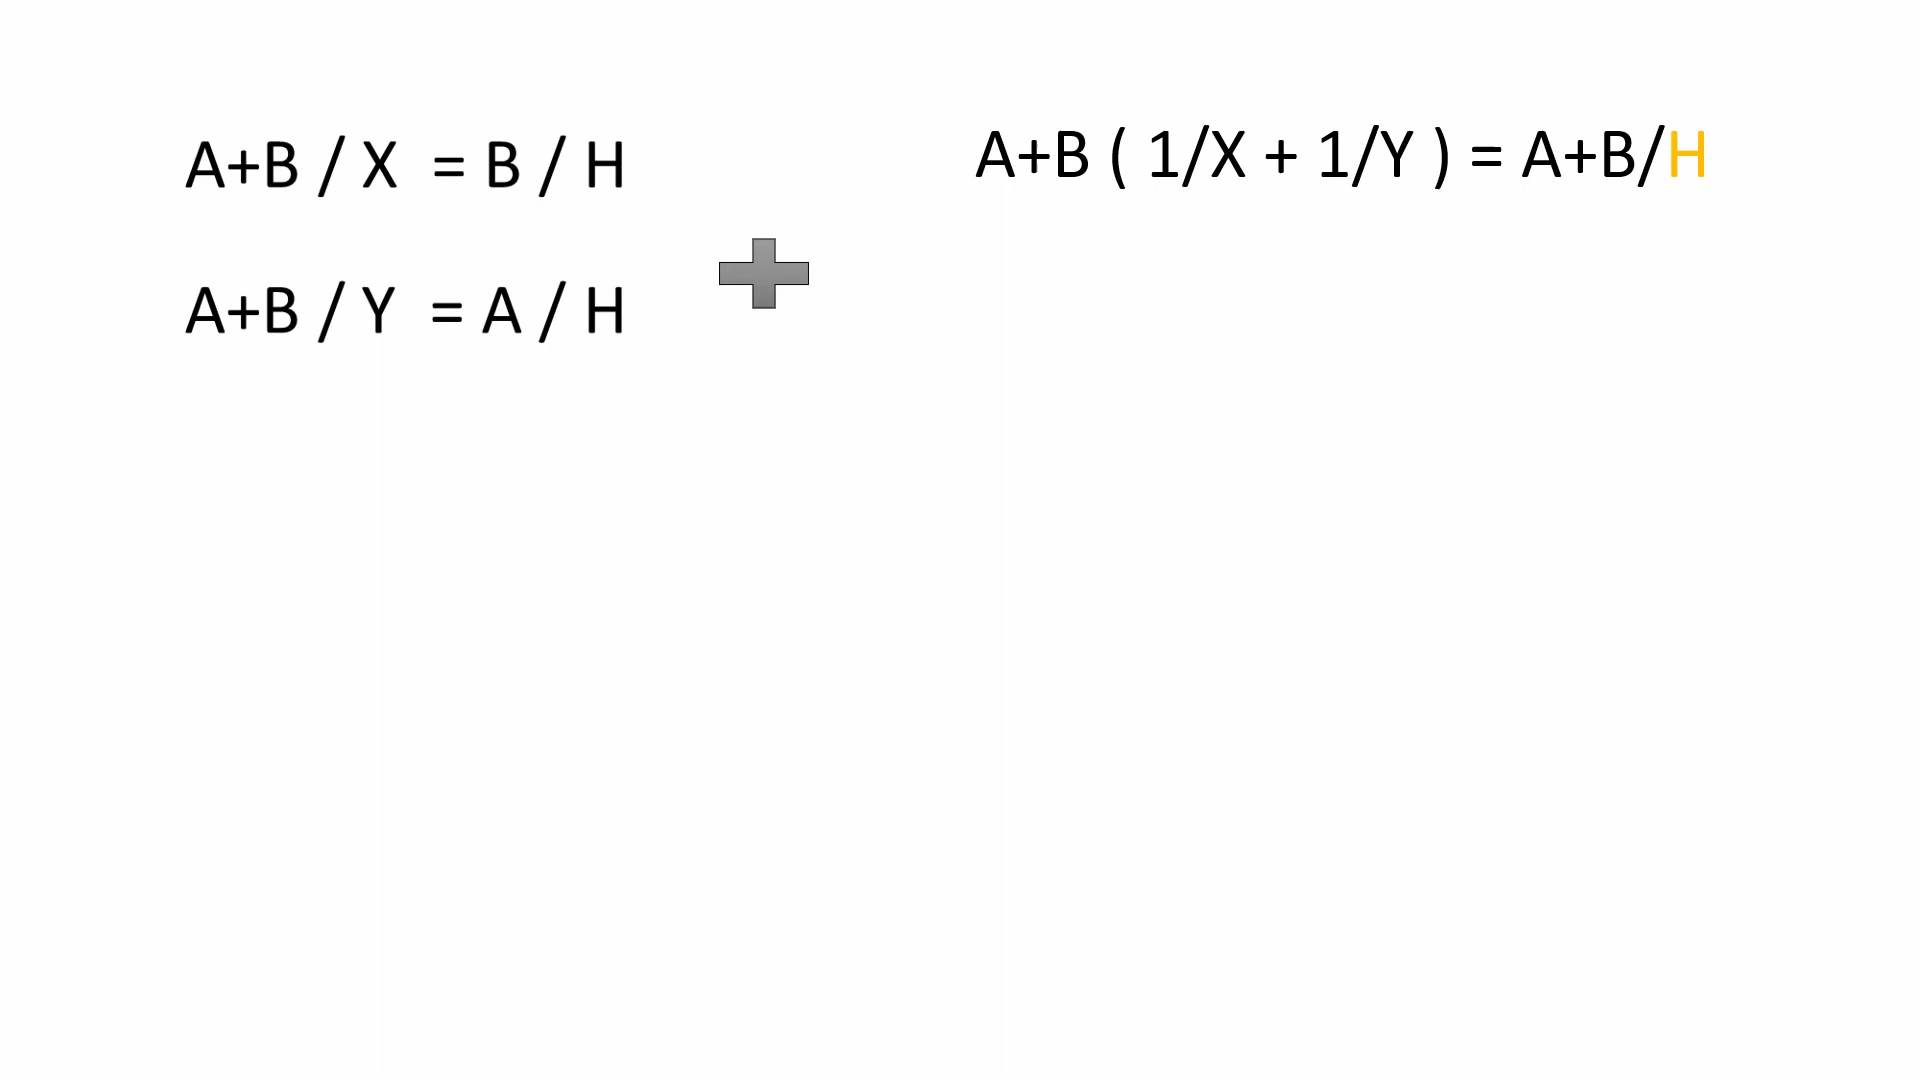 A+B / X = B / H
A+B / Y = A / H
A+B ( 1/X + 1/Y ) = A+B/H